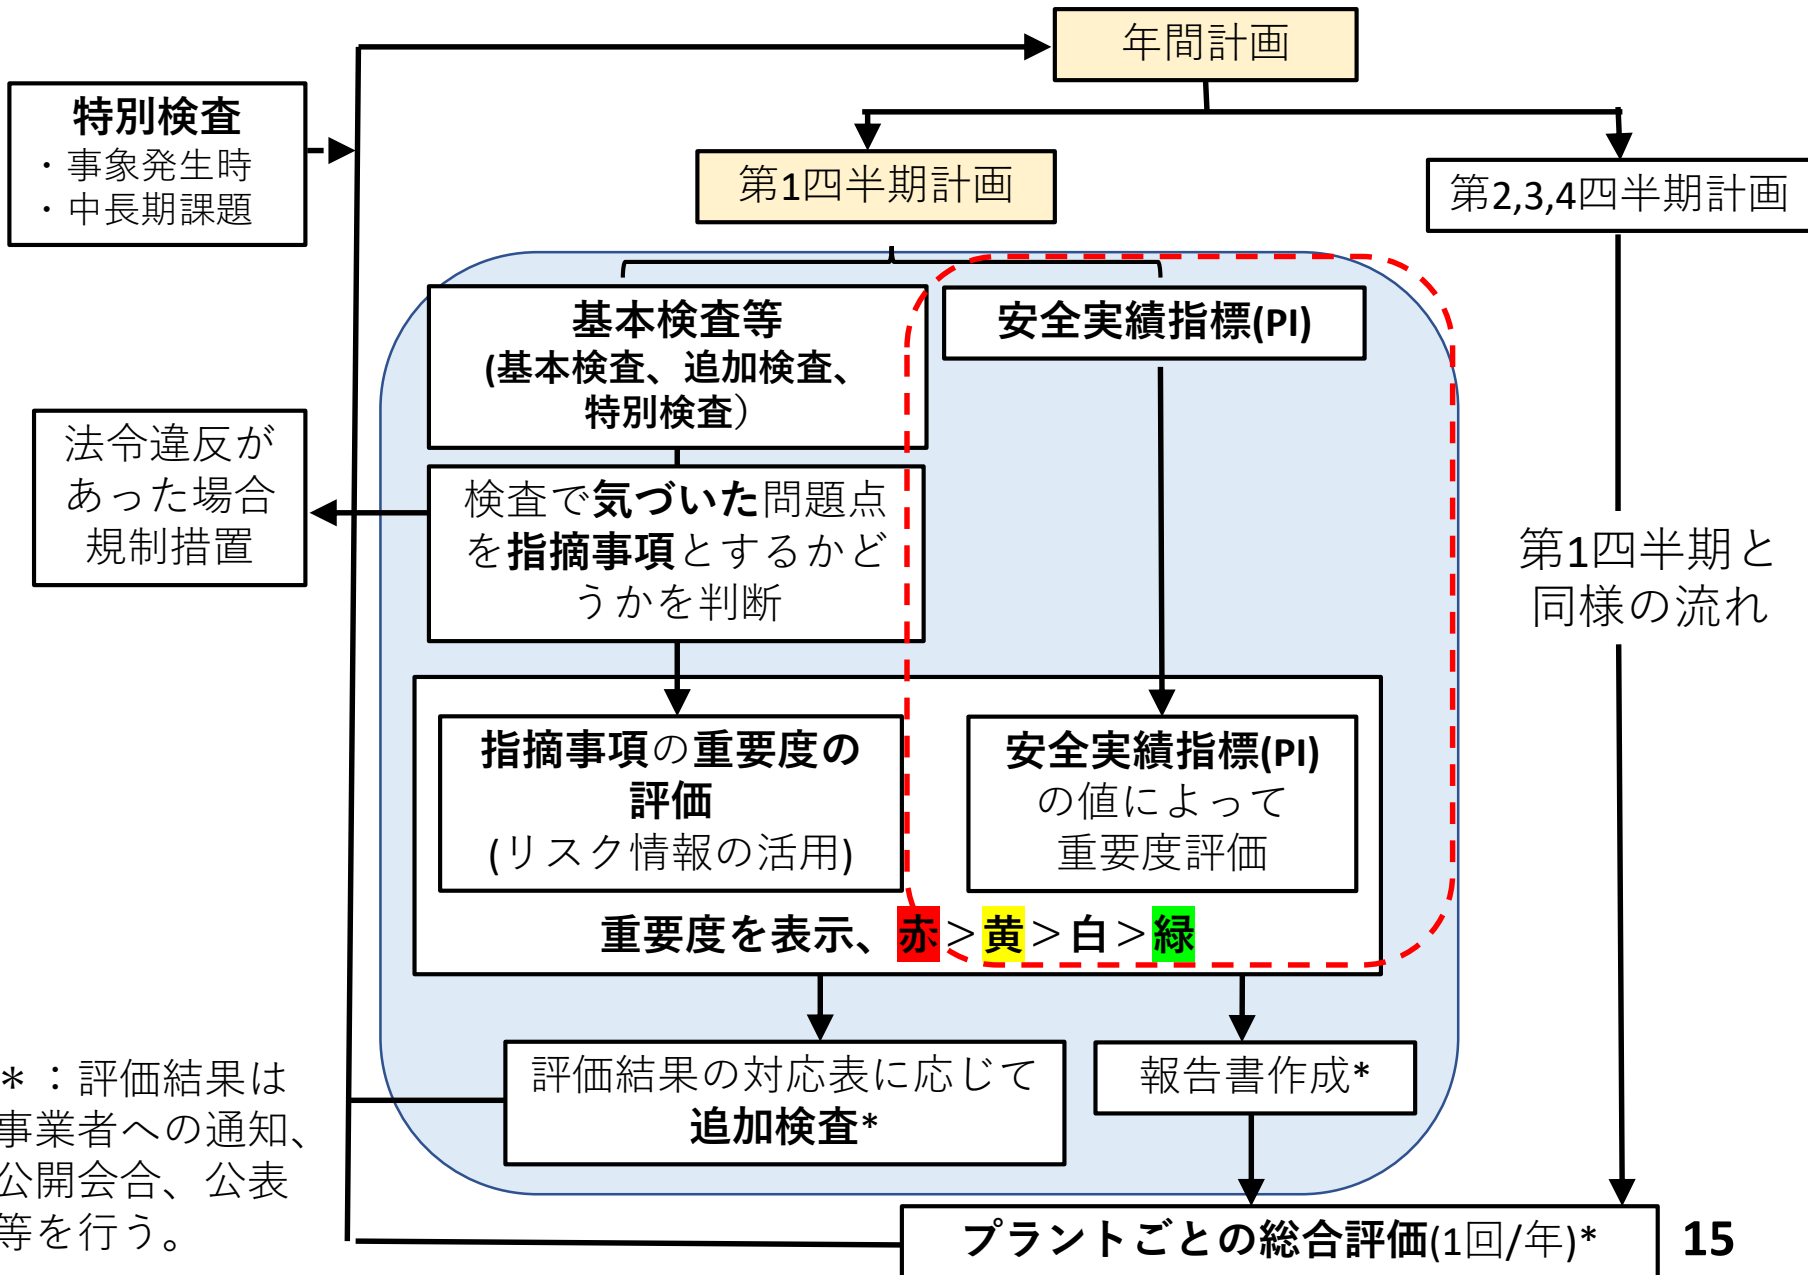 年間計画
特別検査
・事象発生時
・中長期課題
第1四半期計画
第2,3,4四半期計画
基本検査等
(基本検査、追加検査、
特別検査）
安全実績指標(PI)
法令違反が
あった場合
規制措置
検査で気づいた問題点
を指摘事項とするかど
うかを判断
第1四半期と
同様の流れ
指摘事項の重要度の
評価
(リスク情報の活用)
安全実績指標(PI)
の値によって
重要度評価
重要度を表示、赤＞黄＞白＞緑
評価結果の対応表に応じて
追加検査*
報告書作成*
*：評価結果は
事業者への通知、
公開会合、公表
等を行う。
プラントごとの総合評価(1回/年)*
15